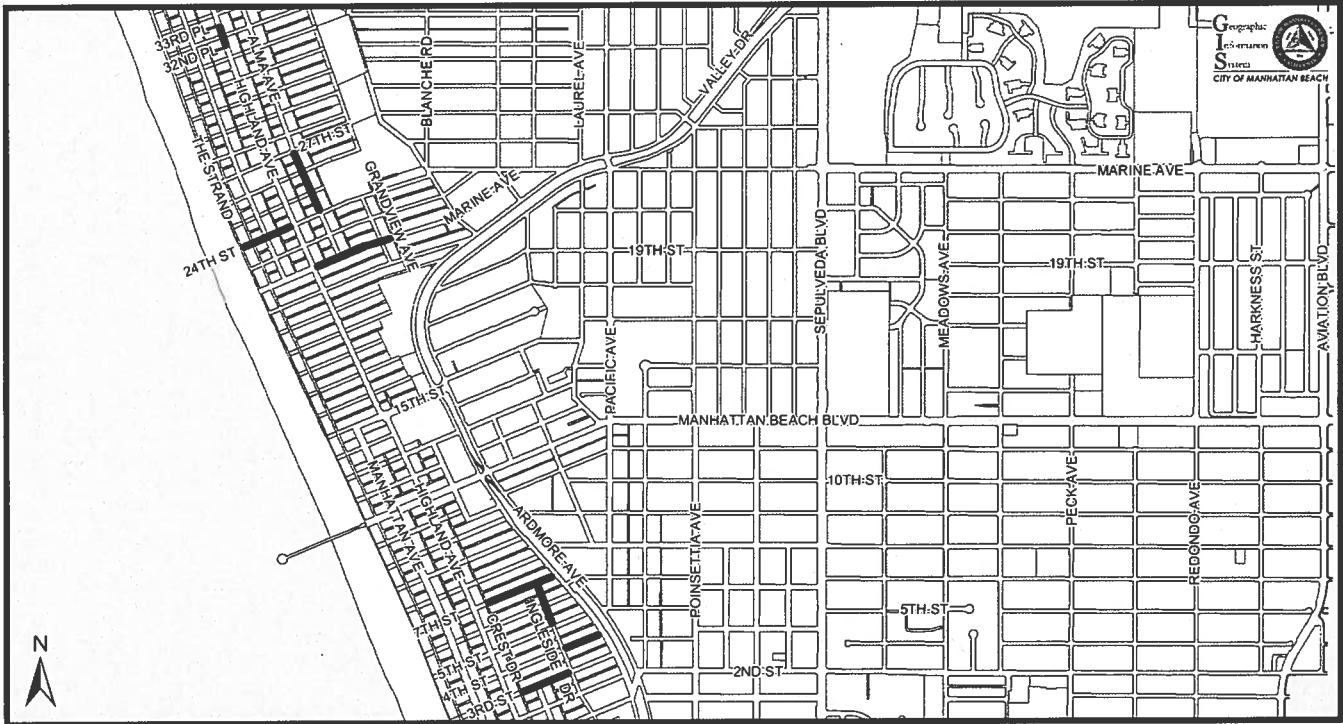 33RD PL
32ND PL
ALMA AVE
HIGHLAND AVE
THE STRAND
27TH ST
GRANDVIEW AVE
24TH ST
BLANCHE RD
LAUREL AVE
VALLEY DR
MARINE AVE
19TH ST
PACIFIC AVE
SEPULVEDA BLVD
MEADOWS AVE
MARINE AVE
19TH ST
HARKNESS ST
AVIATION BLVD
Geographic
Information
System
CITY OF MANHATTAN BEACH
15TH ST
MANHATTAN BEACH BLVD
MANHATTAN AVE
HIGHLAND AVE
ARDMORE AVE
10TH ST
PECK AVE
REDONDO AVE
POINSETTIA AVE
5TH ST
2ND ST
7TH ST
5TH ST
4TH ST
3RD ST
CREST DR
INGLESIDE DR
N